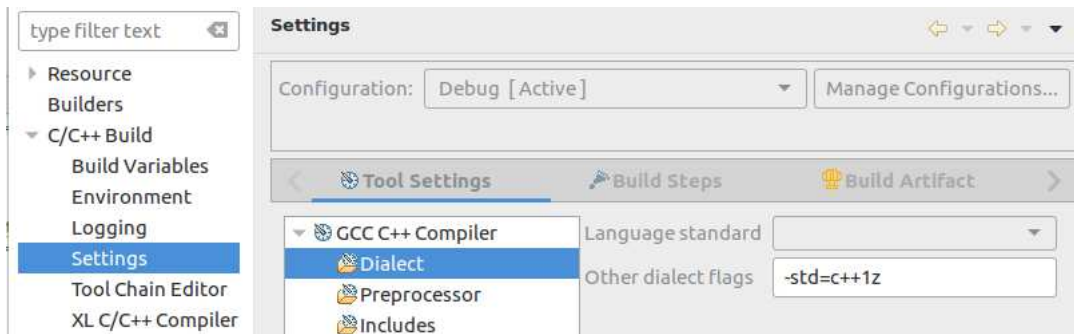 type filter text
Resource
Builders
C/C++ Build
Build Variables
Environment
Logging
Settings
Tool Chain Editor
XL C/C++ Compiler
Settings
Configuration: Debug [Active] Manage Configurations...
Tool Settings Build Steps Build Artifact
GCC C++ Compiler
Dialect
Preprocessor
Includes
Language standard
Other dialect flags -std=c++1z